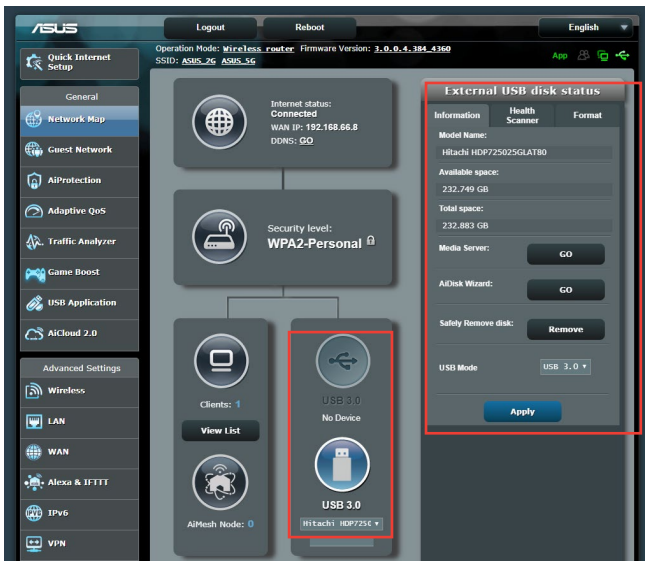 ASUS
Logout
Reboot
English
Quick Internet
Setup
Operation Mode: Wireless router Firmware Version: 3.0.0.4.384_4360
SSID: ASUS_2G ASUS_5G
App
General
Network Map
Guest Network
AiProtection
Adaptive QoS
Traffic Analyzer
Game Boost
USB Application
AiCloud 2.0
Advanced Settings
Wireless
LAN
WAN
Alexa & IFTTT
IPv6
VPN
Internet status:
Connected
WAN IP: 192.168.66.8
DDNS: GO
Security level:
WPA2-Personal
Clients: 1
View List
AiMesh Node: 0
USB 3.0
No Device
USB 3.0
Hitachi HDP725C
External USB disk status
Information
Health
Scanner
Format
Model Name:
Hitachi HDP725025GLAT80
Available space:
232.749 GB
Total space:
232.883 GB
Media Server:
GO
AiDisk Wizard:
GO
Safely Remove disk:
Remove
USB Mode
USB 3.0
Apply